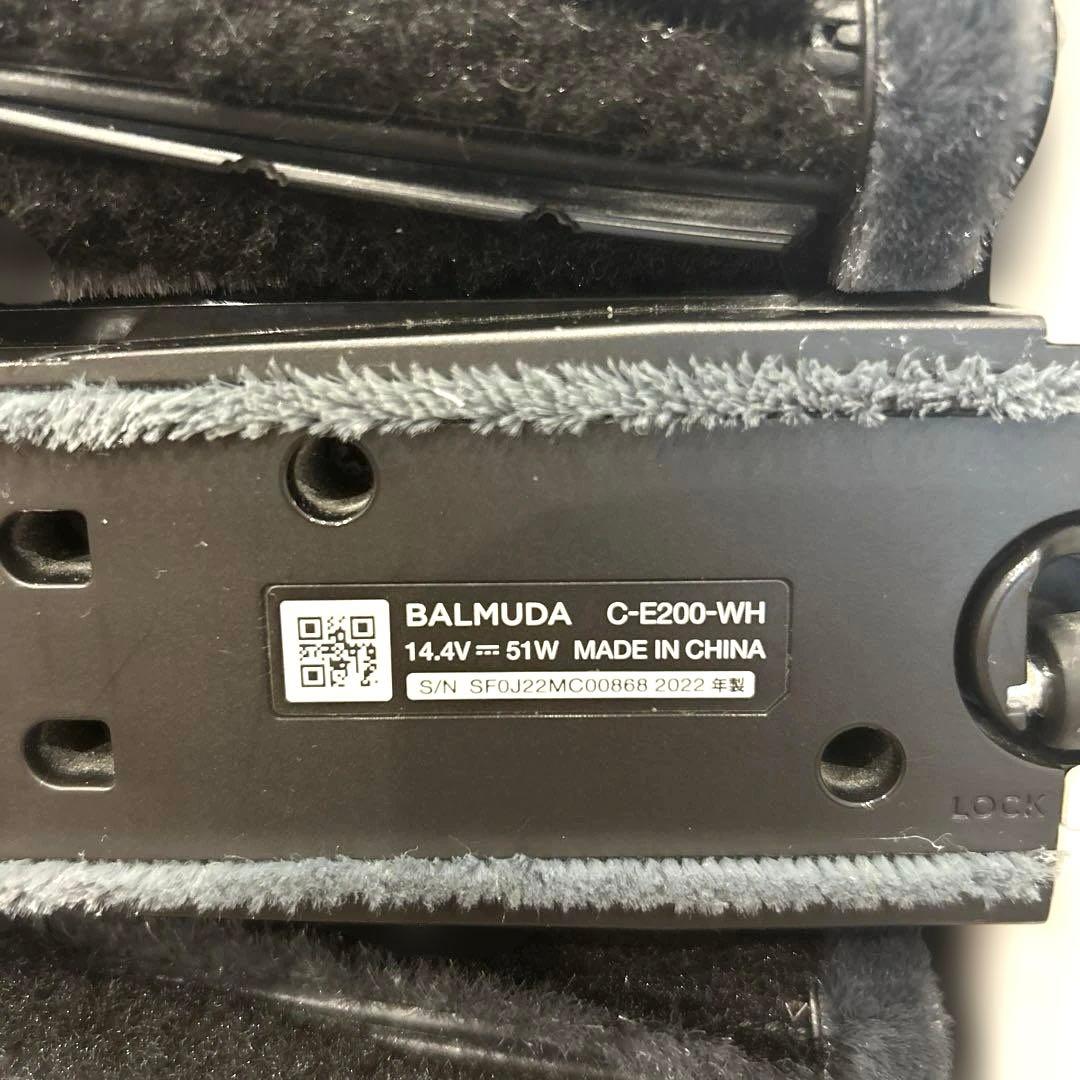 BALMUDA C-E200-WH
14.4V⎓51W MADE IN CHINA
S/N SF0J22MC00868 2022 年製
LOCK